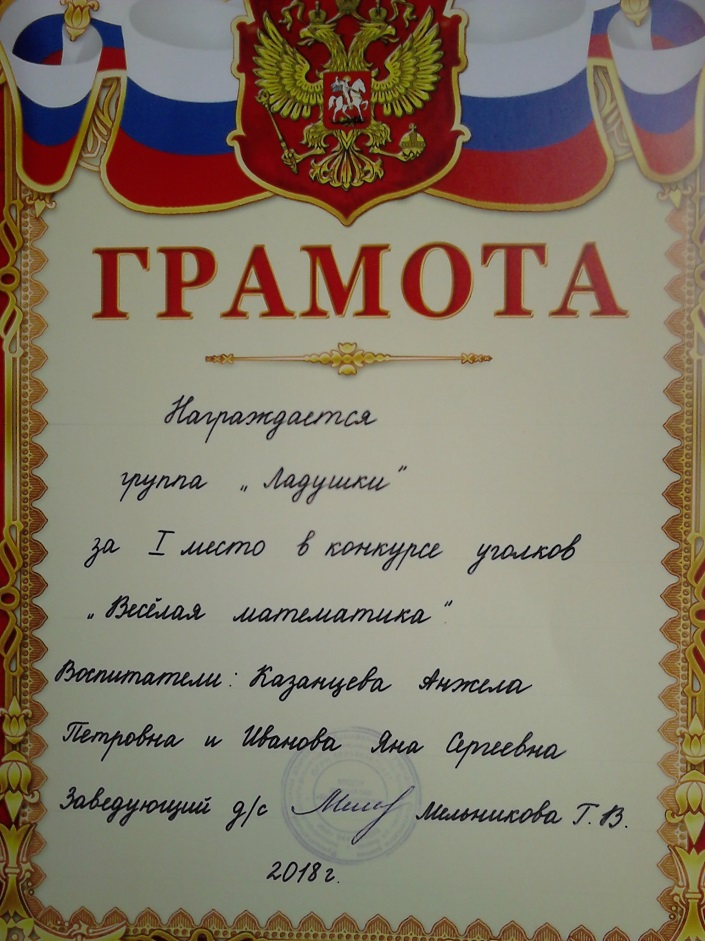 ГРАМОТА
Награждается
группа „Ладушки"
за I место в конкурсе уголков
„Весёлая математика"
Воспитатели: Казанцева Анжела
Петровна и Иванова Яна Сергеевна
Заведующий д/с Мельникова Г.В.
2018 г.